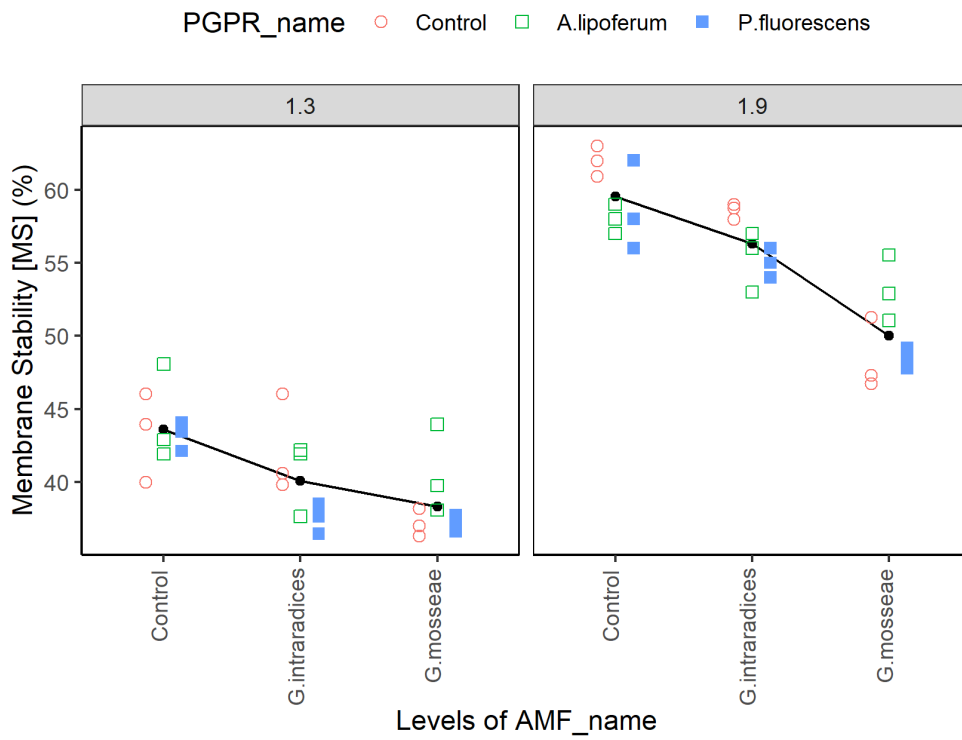 PGPR_name Control A.lipoferum P.fluorescens
1.3 1.9
Membrane Stability [MS] (%)
60
55
50
45
40
Control G.intraradices G.mosseae Control G.intraradices G.mosseae
Levels of AMF_name